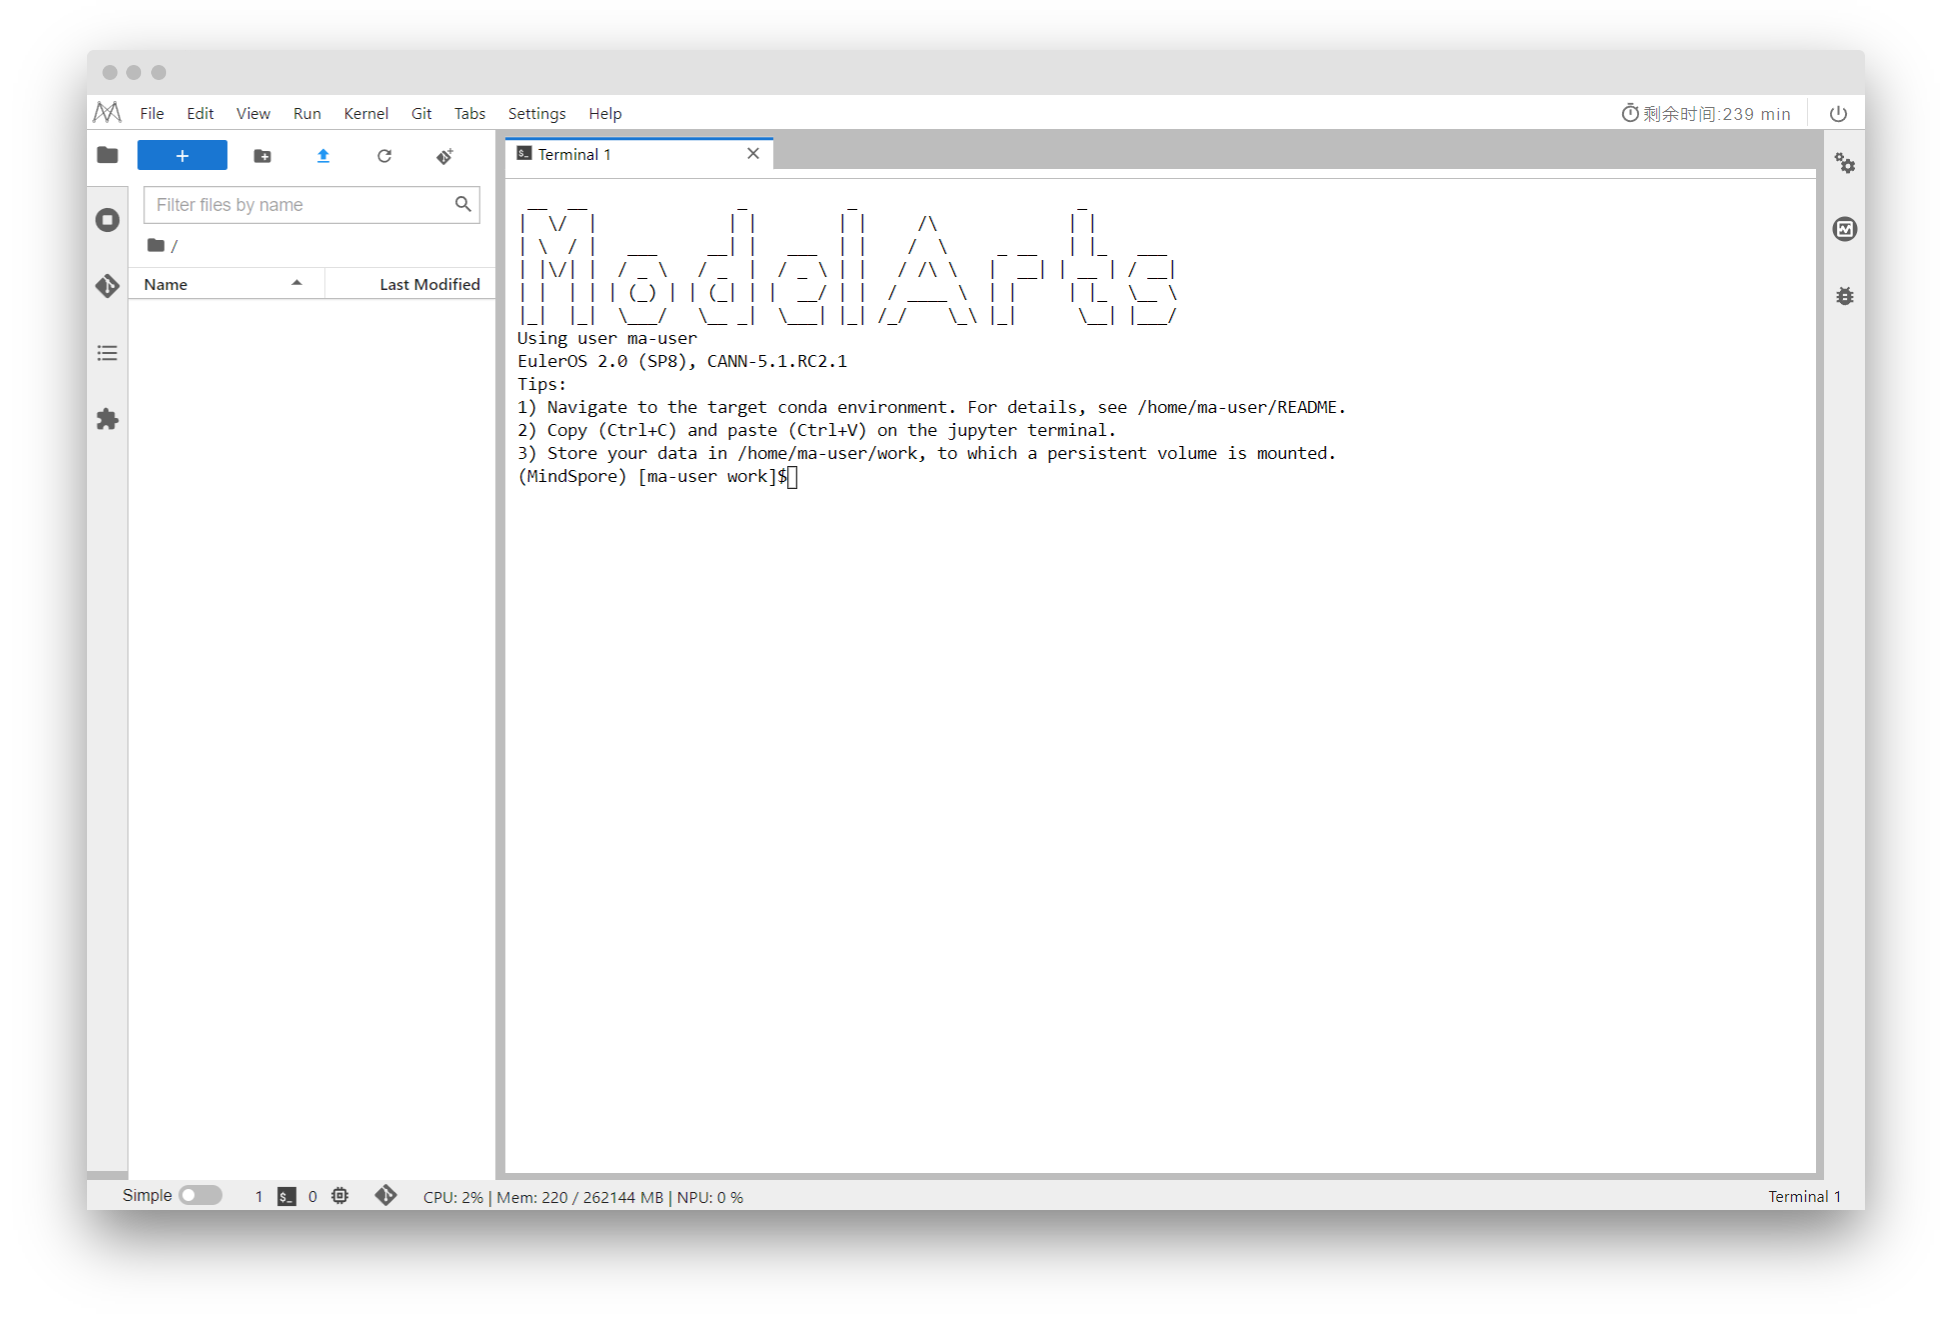 File Edit View Run Kernel Git Tabs Settings Help
剩余时间:239 min
+
Terminal 1
Filter files by name
/
Name Last Modified
ModelArts
Using user ma-user
EulerOS 2.0 (SP8), CANN-5.1.RC2.1
Tips:
1) Navigate to the target conda environment. For details, see /home/ma-user/README.
2) Copy (Ctrl+C) and paste (Ctrl+V) on the jupyter terminal.
3) Store your data in /home/ma-user/work, to which a persistent volume is mounted.
(MindSpore) [ma-user work]$
Simple 1 $_ 0 CPU: 2% | Mem: 220 / 262144 MB | NPU: 0 % Terminal 1